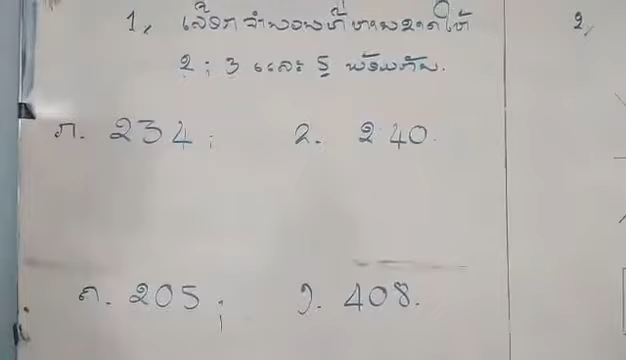 1, ເລືອກຈຳນວນທີ່ຫານຂາດໃຫ້
2 ; 3 ແລະ 5 ພ້ອມກັນ.
ກ. 234 ; ຂ. 240.
ຄ. 205 ; ງ. 408.
2,